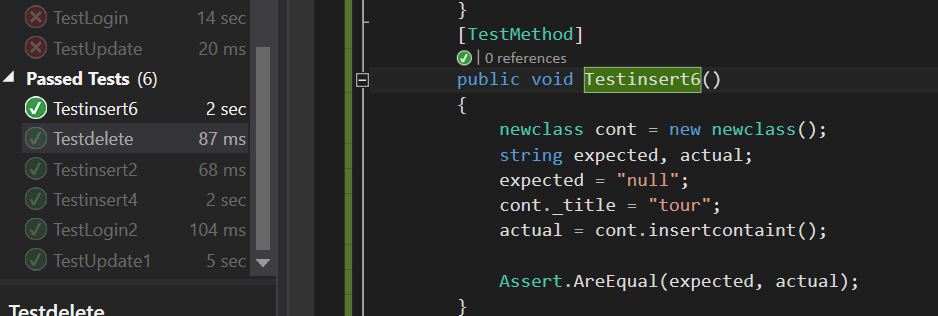 TestLogin 14 sec
TestUpdate 20 ms
Passed Tests (6)
Testinsert6 2 sec
Testdelete 87 ms
Testinsert2 68 ms
Testinsert4 2 sec
TestLogin2 104 ms
TestUpdate1 5 sec
Testdelete
}
[TestMethod]
| 0 references
public void Testinsert6()
{
newclass cont = new newclass();
string expected, actual;
expected = "null";
cont._title = "tour";
actual = cont.insertcontaint();
Assert.AreEqual(expected, actual);
}